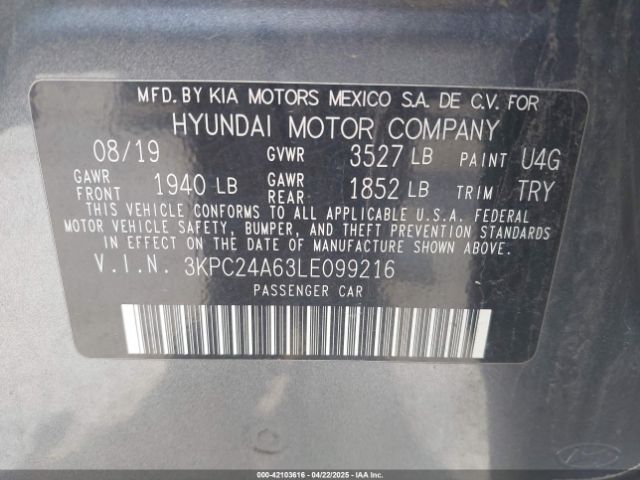 MFD. BY KIA MOTORS MEXICO S.A. DE C.V. FOR
HYUNDAI MOTOR COMPANY
08/19 GVWR 3527 LB PAINT U4G
GAWR FRONT 1940 LB GAWR REAR 1852 LB TRIM TRY
THIS VEHICLE CONFORMS TO ALL APPLICABLE U.S.A. FEDERAL
MOTOR VEHICLE SAFETY, BUMPER, AND THEFT PREVENTION STANDARDS
IN EFFECT ON THE DATE OF MANUFACTURE SHOWN ABOVE.
V.I.N. 3KPC24A63LE099216
PASSENGER CAR
000-42103616 - 04/22/2025 - WWW.IAAI.COM